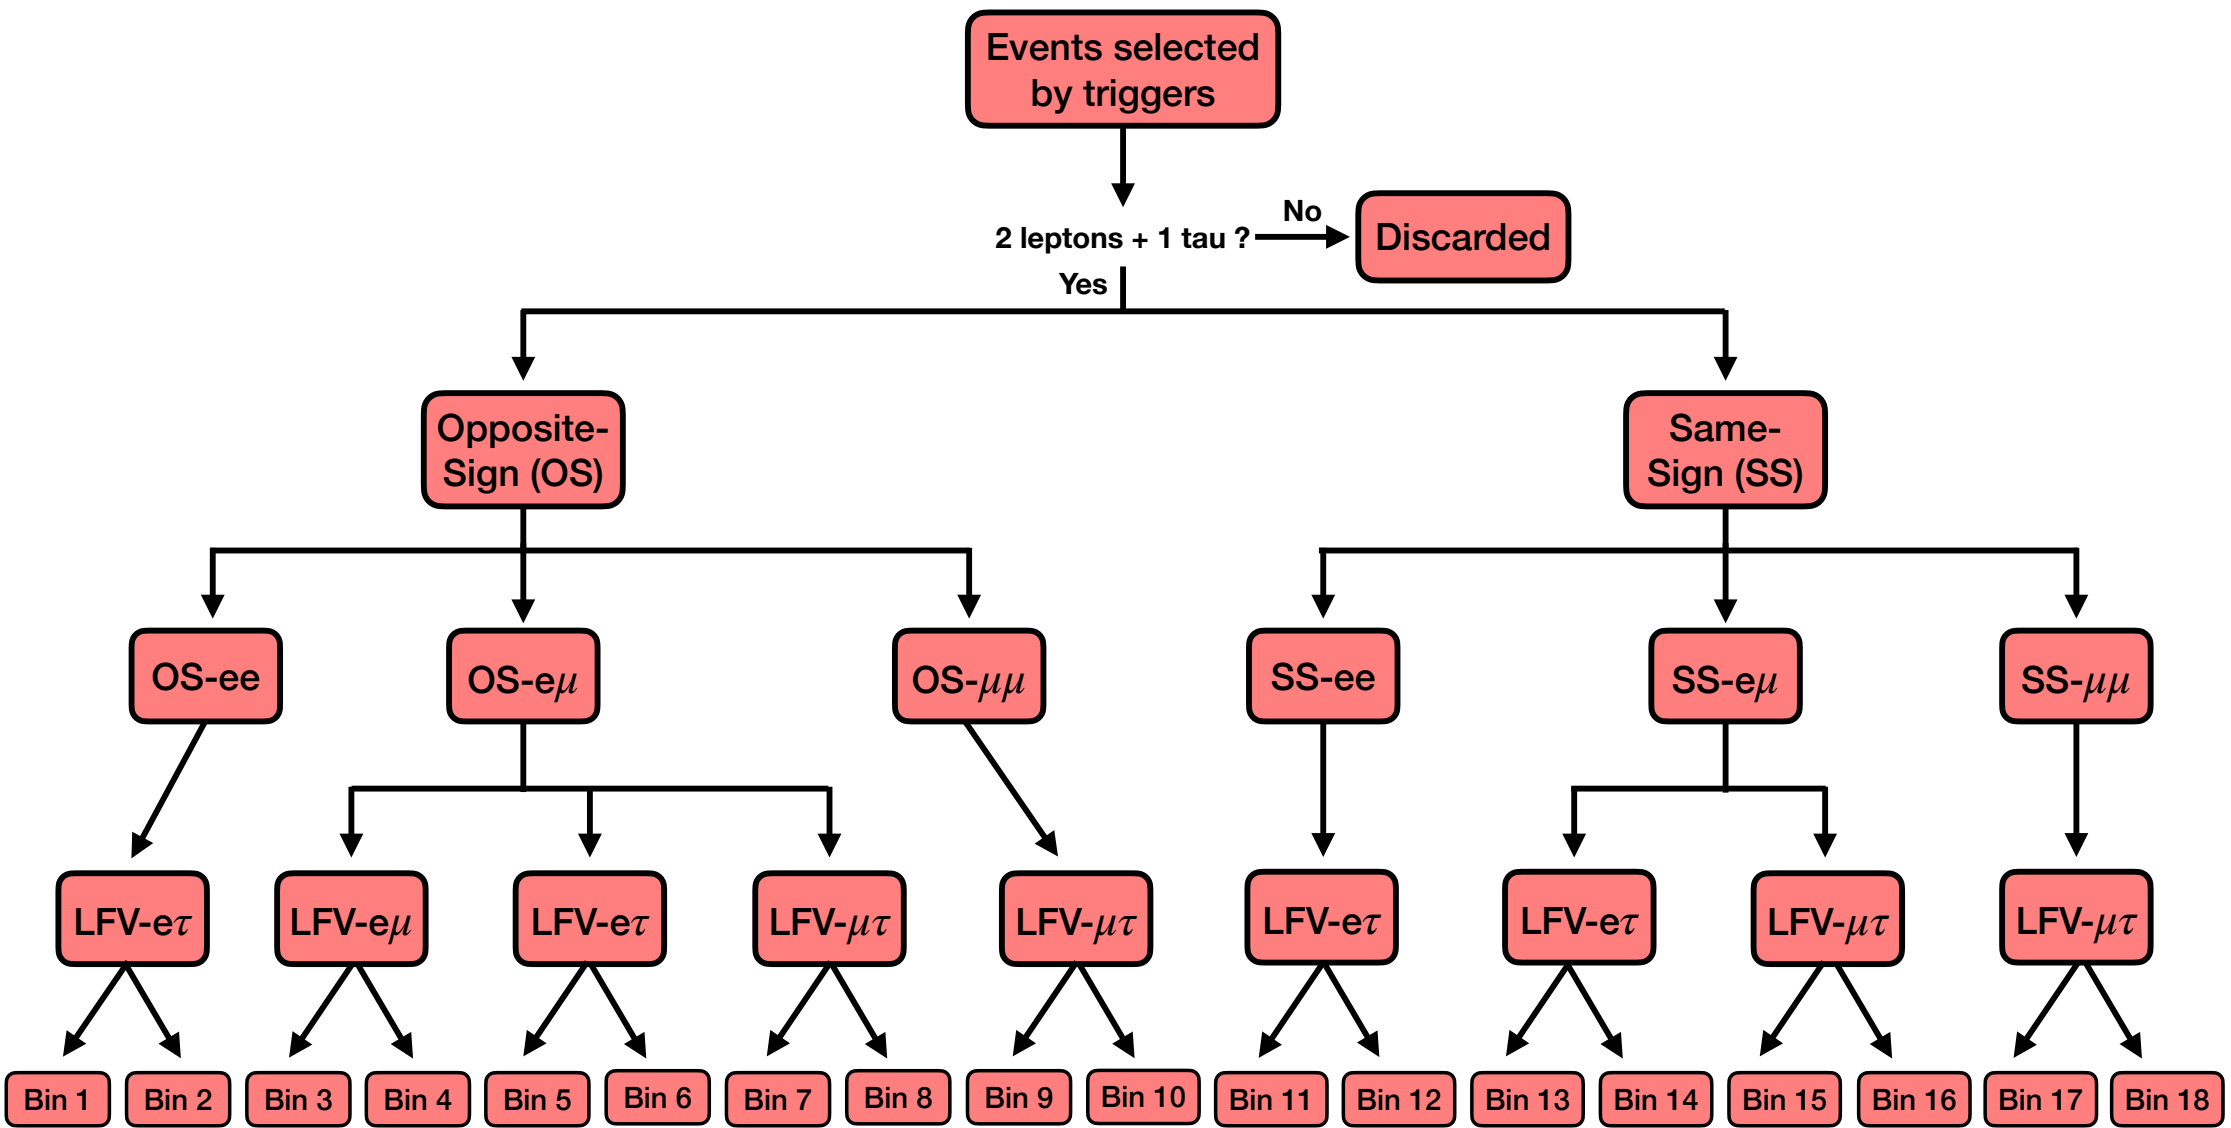 Events selected
by triggers
2 leptons + 1 tau ?
No
Discarded
Yes
Opposite-
Sign (OS)
Same-
Sign (SS)
OS-ee
OS-eμ
OS-μμ
SS-ee
SS-eμ
SS-μμ
LFV-eτ
LFV-eμ
LFV-eτ
LFV-μτ
LFV-μτ
LFV-eτ
LFV-eτ
LFV-μτ
LFV-μτ
Bin 1
Bin 2
Bin 3
Bin 4
Bin 5
Bin 6
Bin 7
Bin 8
Bin 9
Bin 10
Bin 11
Bin 12
Bin 13
Bin 14
Bin 15
Bin 16
Bin 17
Bin 18